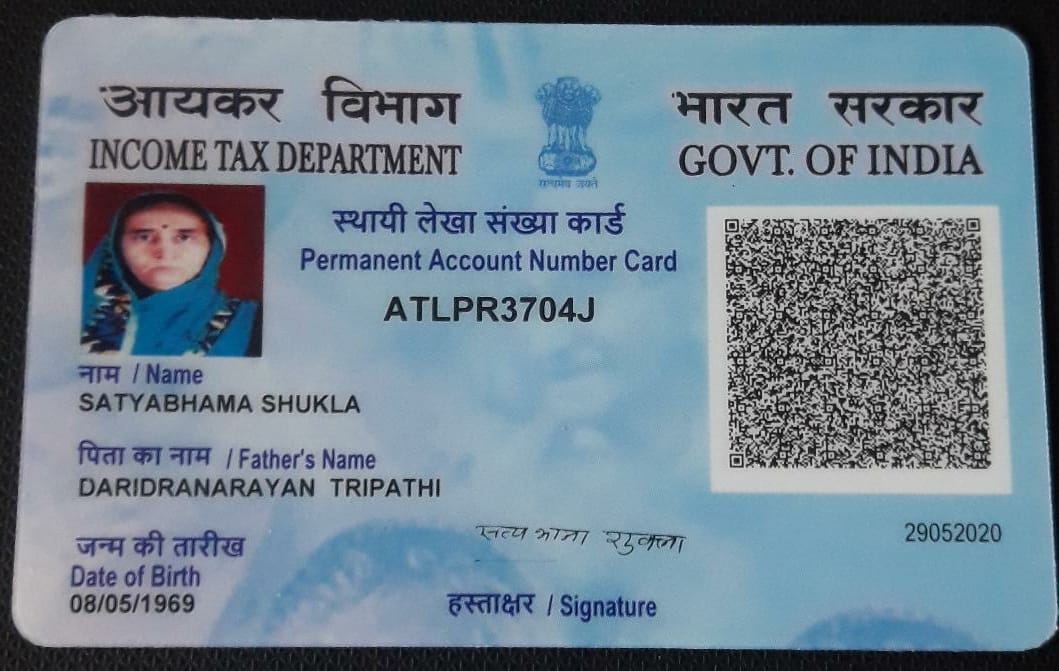 आयकर विभाग
INCOME TAX DEPARTMENT
भारत सरकार
GOVT. OF INDIA
सत्यमेव जयते
स्थायी लेखा संख्या कार्ड
Permanent Account Number Card
ATLPR3704J
नाम / Name
SATYABHAMA SHUKLA
पिता का नाम / Father's Name
DARIDRANARAYAN TRIPATHI
जन्म की तारीख
Date of Birth
08/05/1969
सत्य भामा शुक्ला
हस्ताक्षर / Signature
29052020